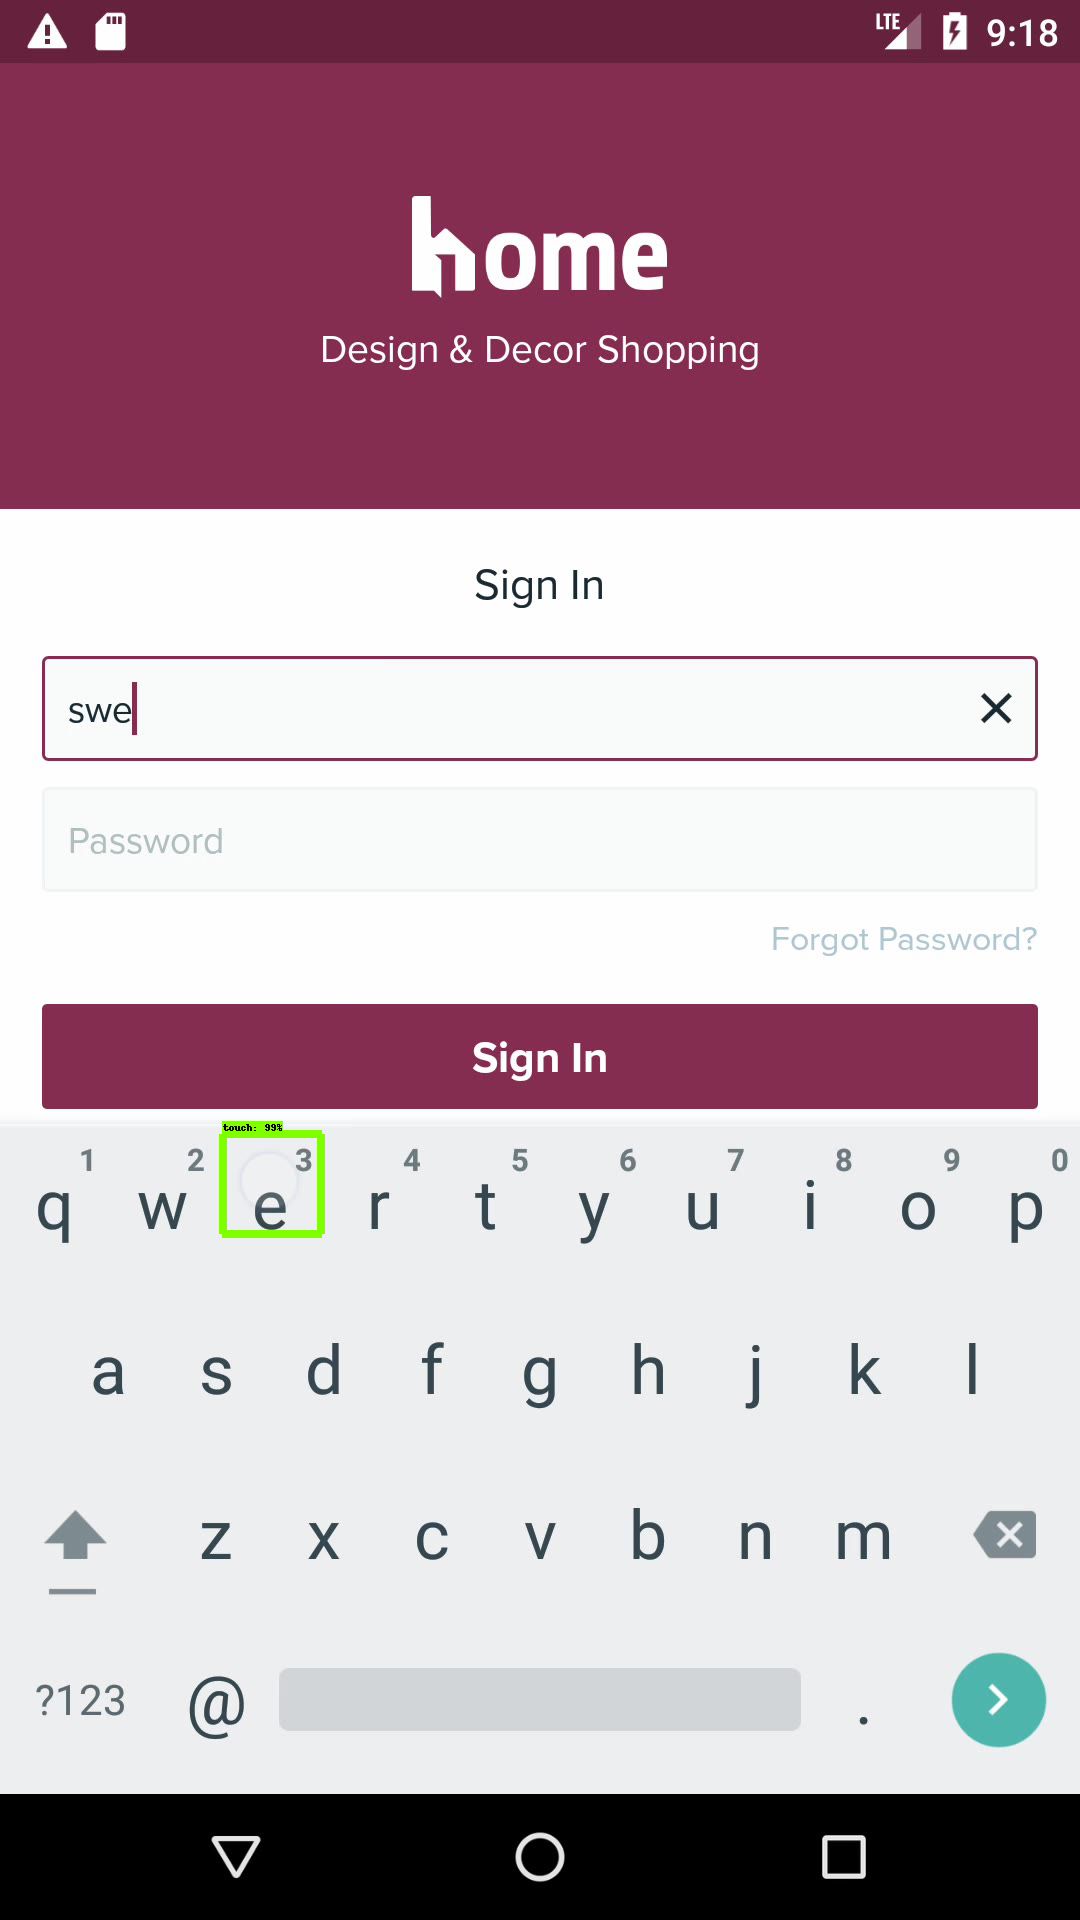 LTE 9:18
home
Design & Decor Shopping
Sign In
swe
Password
Forgot Password?
Sign In
touch: 99%
1 2 3 4 5 6 7 8 9 0
q w e r t y u i o p
a s d f g h j k l
z x c v b n m
?123 @ .